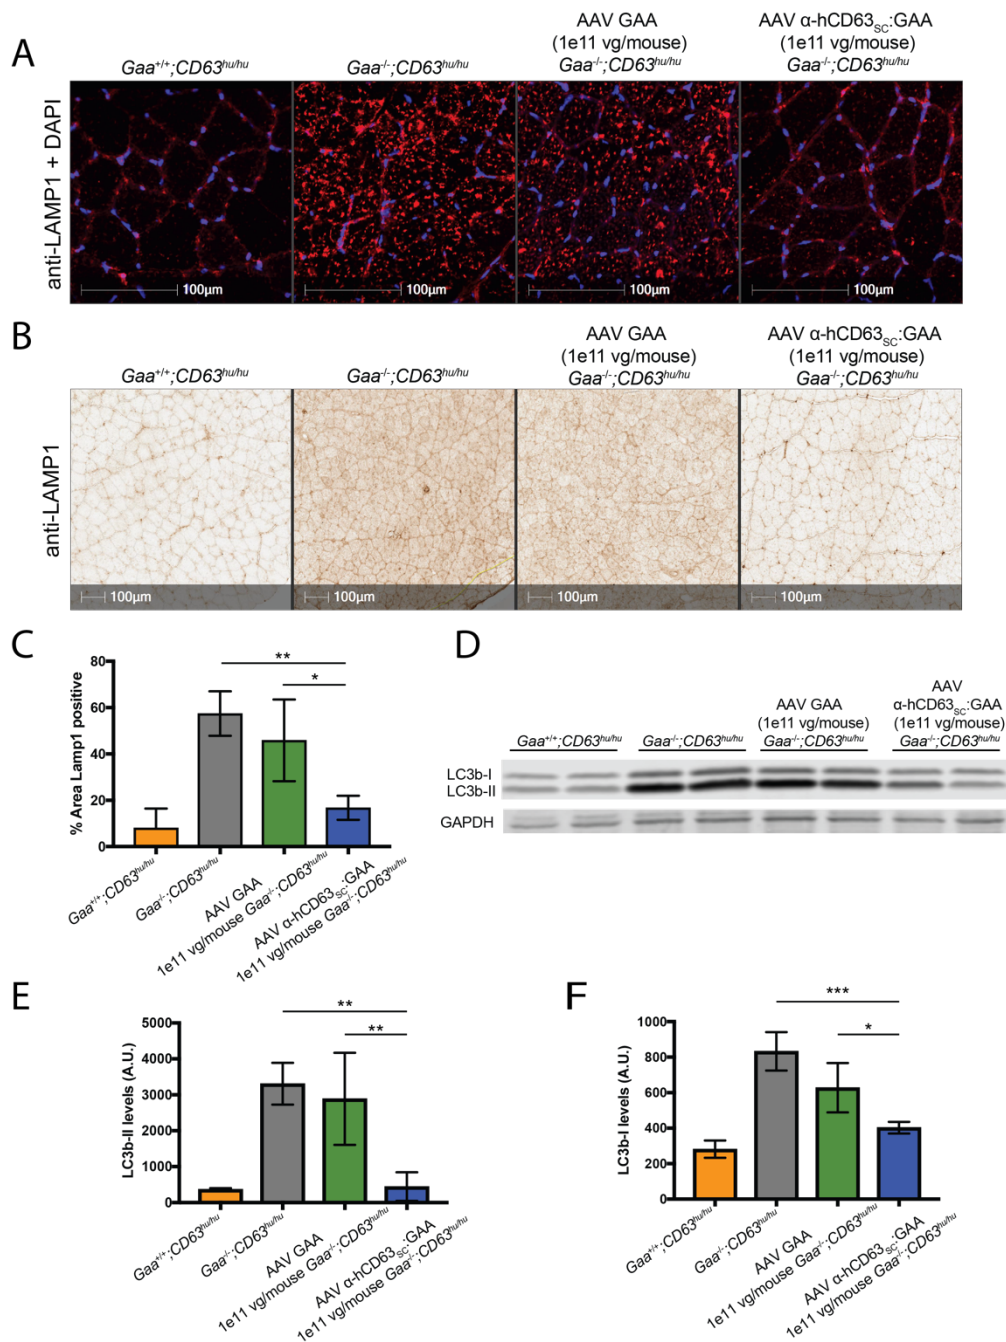 A
Gaa+/+;CD63hu/hu
Gaa-/-;CD63hu/hu
AAV GAA
(1e11 vg/mouse)
Gaa-/-;CD63hu/hu
AAV α-hCD63SC:GAA
(1e11 vg/mouse)
Gaa-/-;CD63hu/hu
anti-LAMP1 + DAPI
100μm
100μm
100μm
100μm
B
Gaa+/+;CD63hu/hu
Gaa-/-;CD63hu/hu
AAV GAA
(1e11 vg/mouse)
Gaa-/-;CD63hu/hu
AAV α-hCD63SC:GAA
(1e11 vg/mouse)
Gaa-/-;CD63hu/hu
anti-LAMP1
100μm
100μm
100μm
100μm
C
% Area Lamp1 positive
80
60
40
20
0
**
*
Gaa+/+;CD63hu/hu
Gaa-/-;CD63hu/hu
AAV GAA
1e11 vg/mouse Gaa-/-;CD63hu/hu
AAV α-hCD63SC:GAA
1e11 vg/mouse Gaa-/-;CD63hu/hu
D
Gaa+/+;CD63hu/hu
Gaa-/-;CD63hu/hu
AAV GAA
(1e11 vg/mouse)
Gaa-/-;CD63hu/hu
AAV
α-hCD63SC:GAA
(1e11 vg/mouse)
Gaa-/-;CD63hu/hu
LC3b-I
LC3b-II
GAPDH
E
LC3b-II levels (A.U.)
5000
4000
3000
2000
1000
0
**
**
Gaa+/+;CD63hu/hu
Gaa-/-;CD63hu/hu
AAV GAA
1e11 vg/mouse Gaa-/-;CD63hu/hu
AAV α-hCD63SC:GAA
1e11 vg/mouse Gaa-/-;CD63hu/hu
F
LC3b-I levels (A.U.)
1000
800
600
400
200
0
***
*
Gaa+/+;CD63hu/hu
Gaa-/-;CD63hu/hu
AAV GAA
1e11 vg/mouse Gaa-/-;CD63hu/hu
AAV α-hCD63SC:GAA
1e11 vg/mouse Gaa-/-;CD63hu/hu